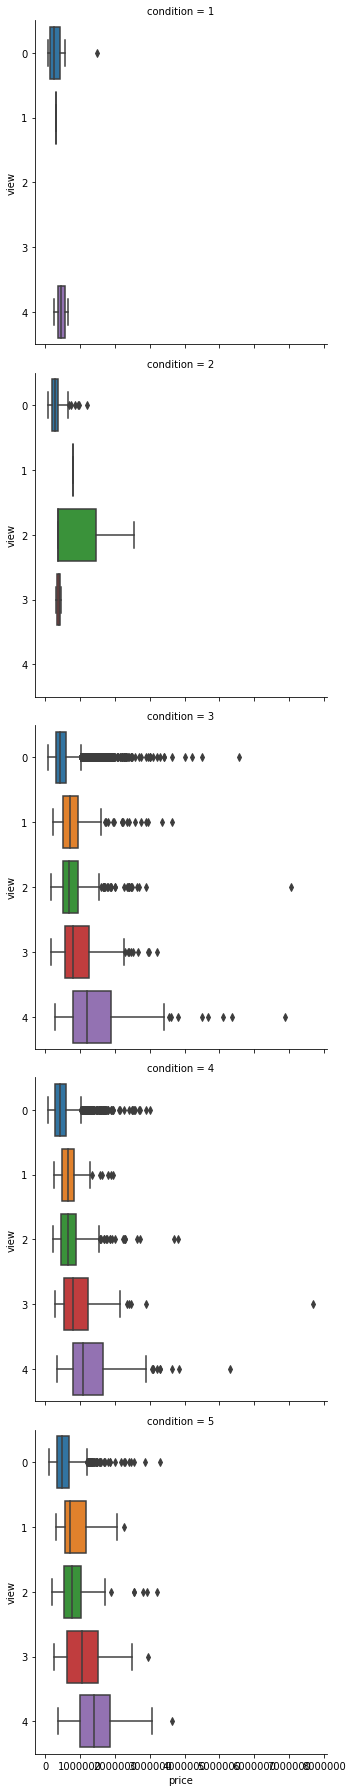 condition = 1
0
1
2
3
4
view
condition = 2
0
1
2
3
4
view
condition = 3
0
1
2
3
4
view
condition = 4
0
1
2
3
4
view
condition = 5
0
1
2
3
4
view
0 1000000 2000000 3000000 4000000 5000000 6000000 7000000 8000000
price